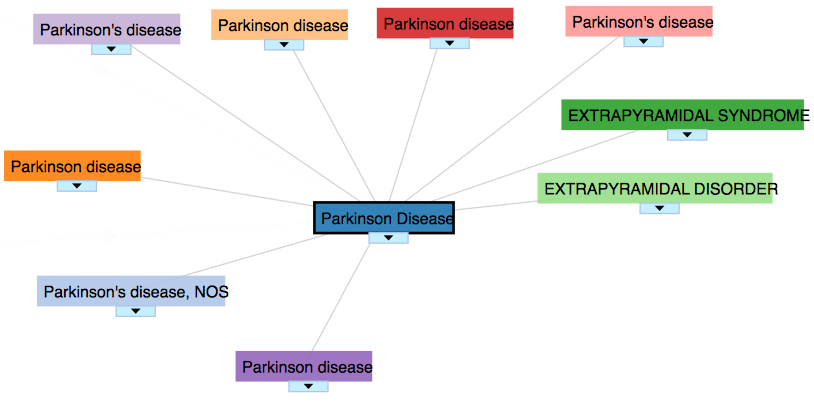 Parkinson's disease
Parkinson disease
Parkinson disease
Parkinson's disease
EXTRAPYRAMIDAL SYNDROME
Parkinson disease
EXTRAPYRAMIDAL DISORDER
Parkinson Disease
Parkinson's disease, NOS
Parkinson disease